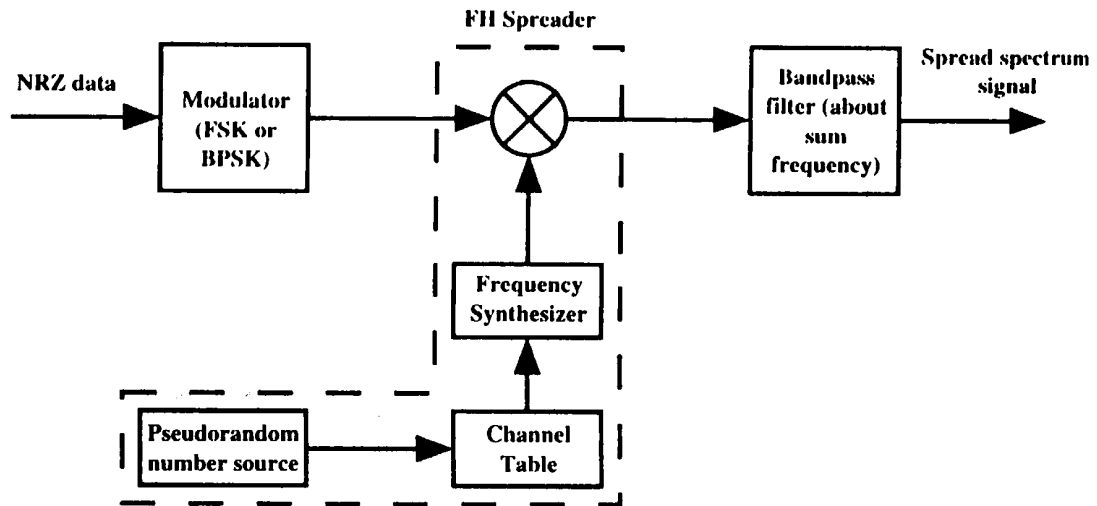 FH Spreader
NRZ data
Modulator
(FSK or
BPSK)
Bandpass
filter (about
sum
frequency)
Spread spectrum
signal
Frequency
Synthesizer
Pseudorandom
number source
Channel
Table